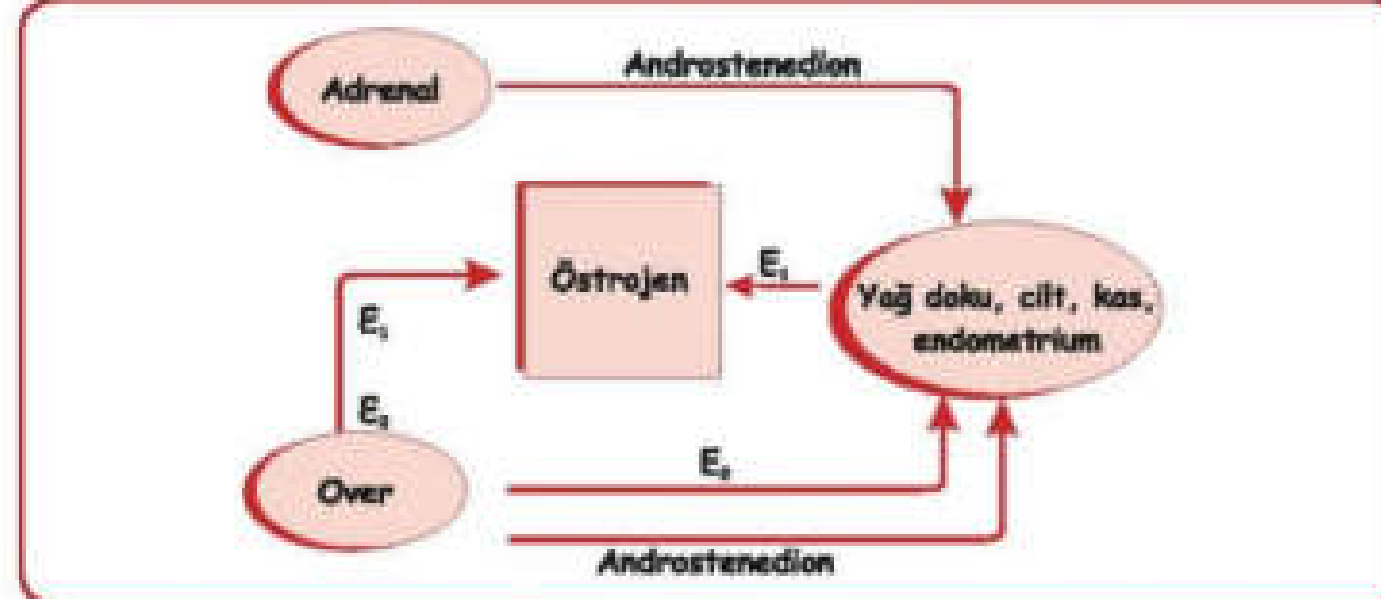 Androstenedion
Adrenal
Östrojen
E₁
Yağ doku, cilt, kas,
endometrium
E₁
E₂
E₂
Over
Androstenedion